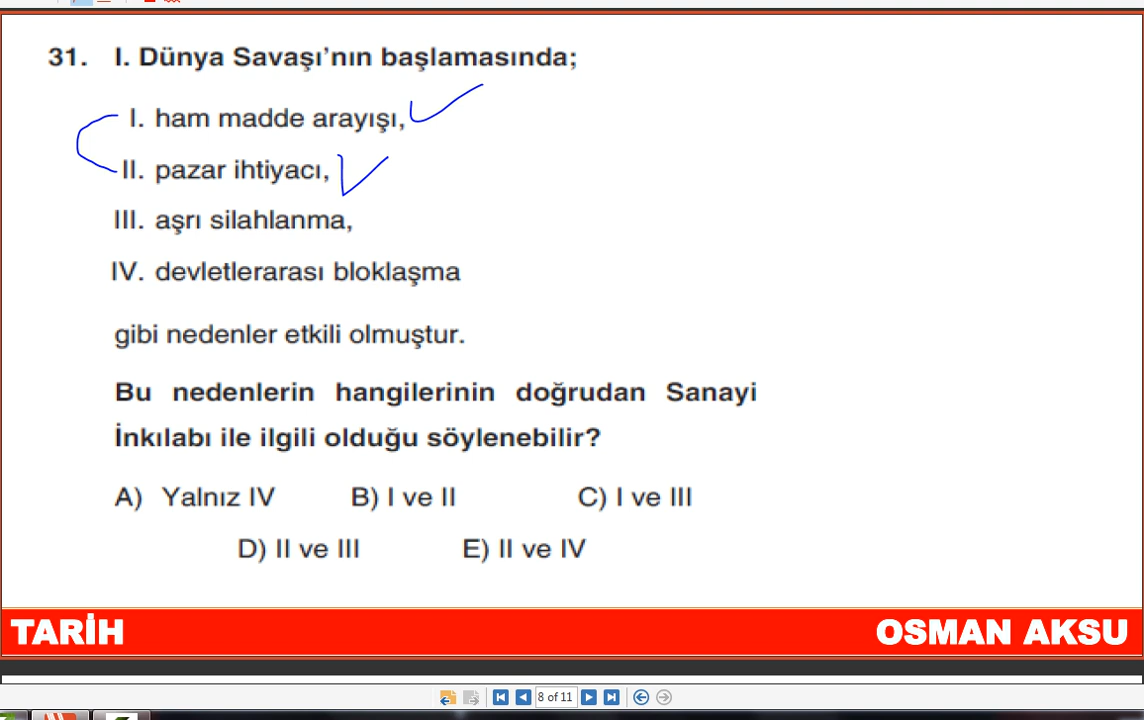 31. I. Dünya Savaşı'nın başlamasında;
I. ham madde arayışı,
II. pazar ihtiyacı,
III. aşrı silahlanma,
IV. devletlerarası bloklaşma
gibi nedenler etkili olmuştur.
Bu nedenlerin hangilerinin doğrudan Sanayi
İnkılabı ile ilgili olduğu söylenebilir?
A) Yalnız IV B) I ve II C) I ve III
D) II ve III E) II ve IV
TARİH OSMAN AKSU
8 of 11